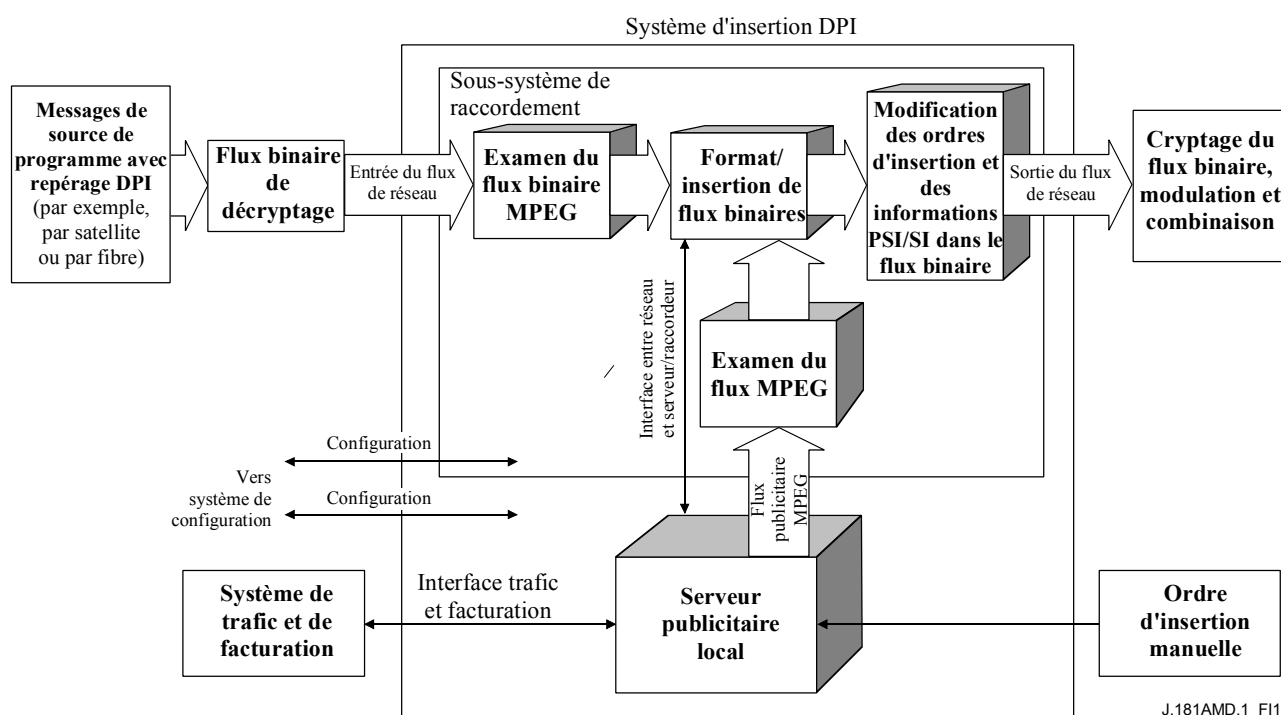 Système d'insertion DPI
Sous-système de
raccordement
Messages de
source de
programme avec
repérage DPI
(par exemple,
par satellite
ou par fibre)
Flux binaire
de
décryptage
Entrée du flux
de réseau
Examen du
flux binaire
MPEG
Format/
insertion de
flux binaires
Modification
des ordres
d'insertion et
des
informations
PSI/SI dans le
flux binaire
Sortie du flux
de réseau
Cryptage du
flux binaire,
modulation et
combinaison
Interface entre réseau
et serveur/raccordeur
Examen du
flux MPEG
Configuration
Vers
système de
configuration
Configuration
Flux
publicitaire
MPEG
Système de
trafic et de
facturation
Interface trafic
et facturation
Serveur
publicitaire
local
Ordre
d'insertion
manuelle
J.181AMD.1_FI1